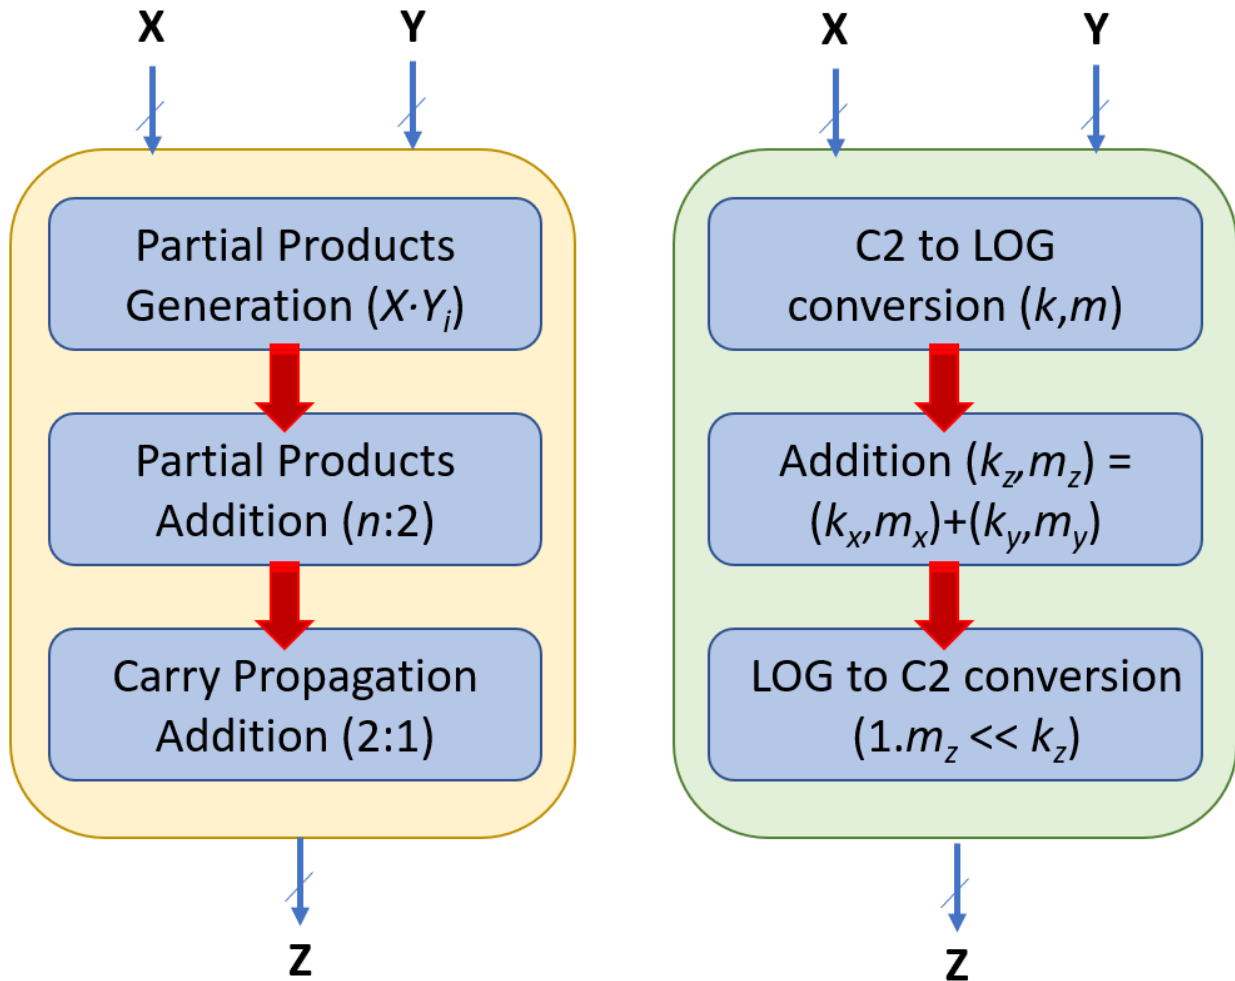 X
Y
Partial Products
Generation (X·Yi)
Partial Products
Addition (n:2)
Carry Propagation
Addition (2:1)
Z
X
Y
C2 to LOG
conversion (k,m)
Addition (kz,mz) =
(kx,mx)+(ky,my)
LOG to C2 conversion
(1.mz << kz)
Z